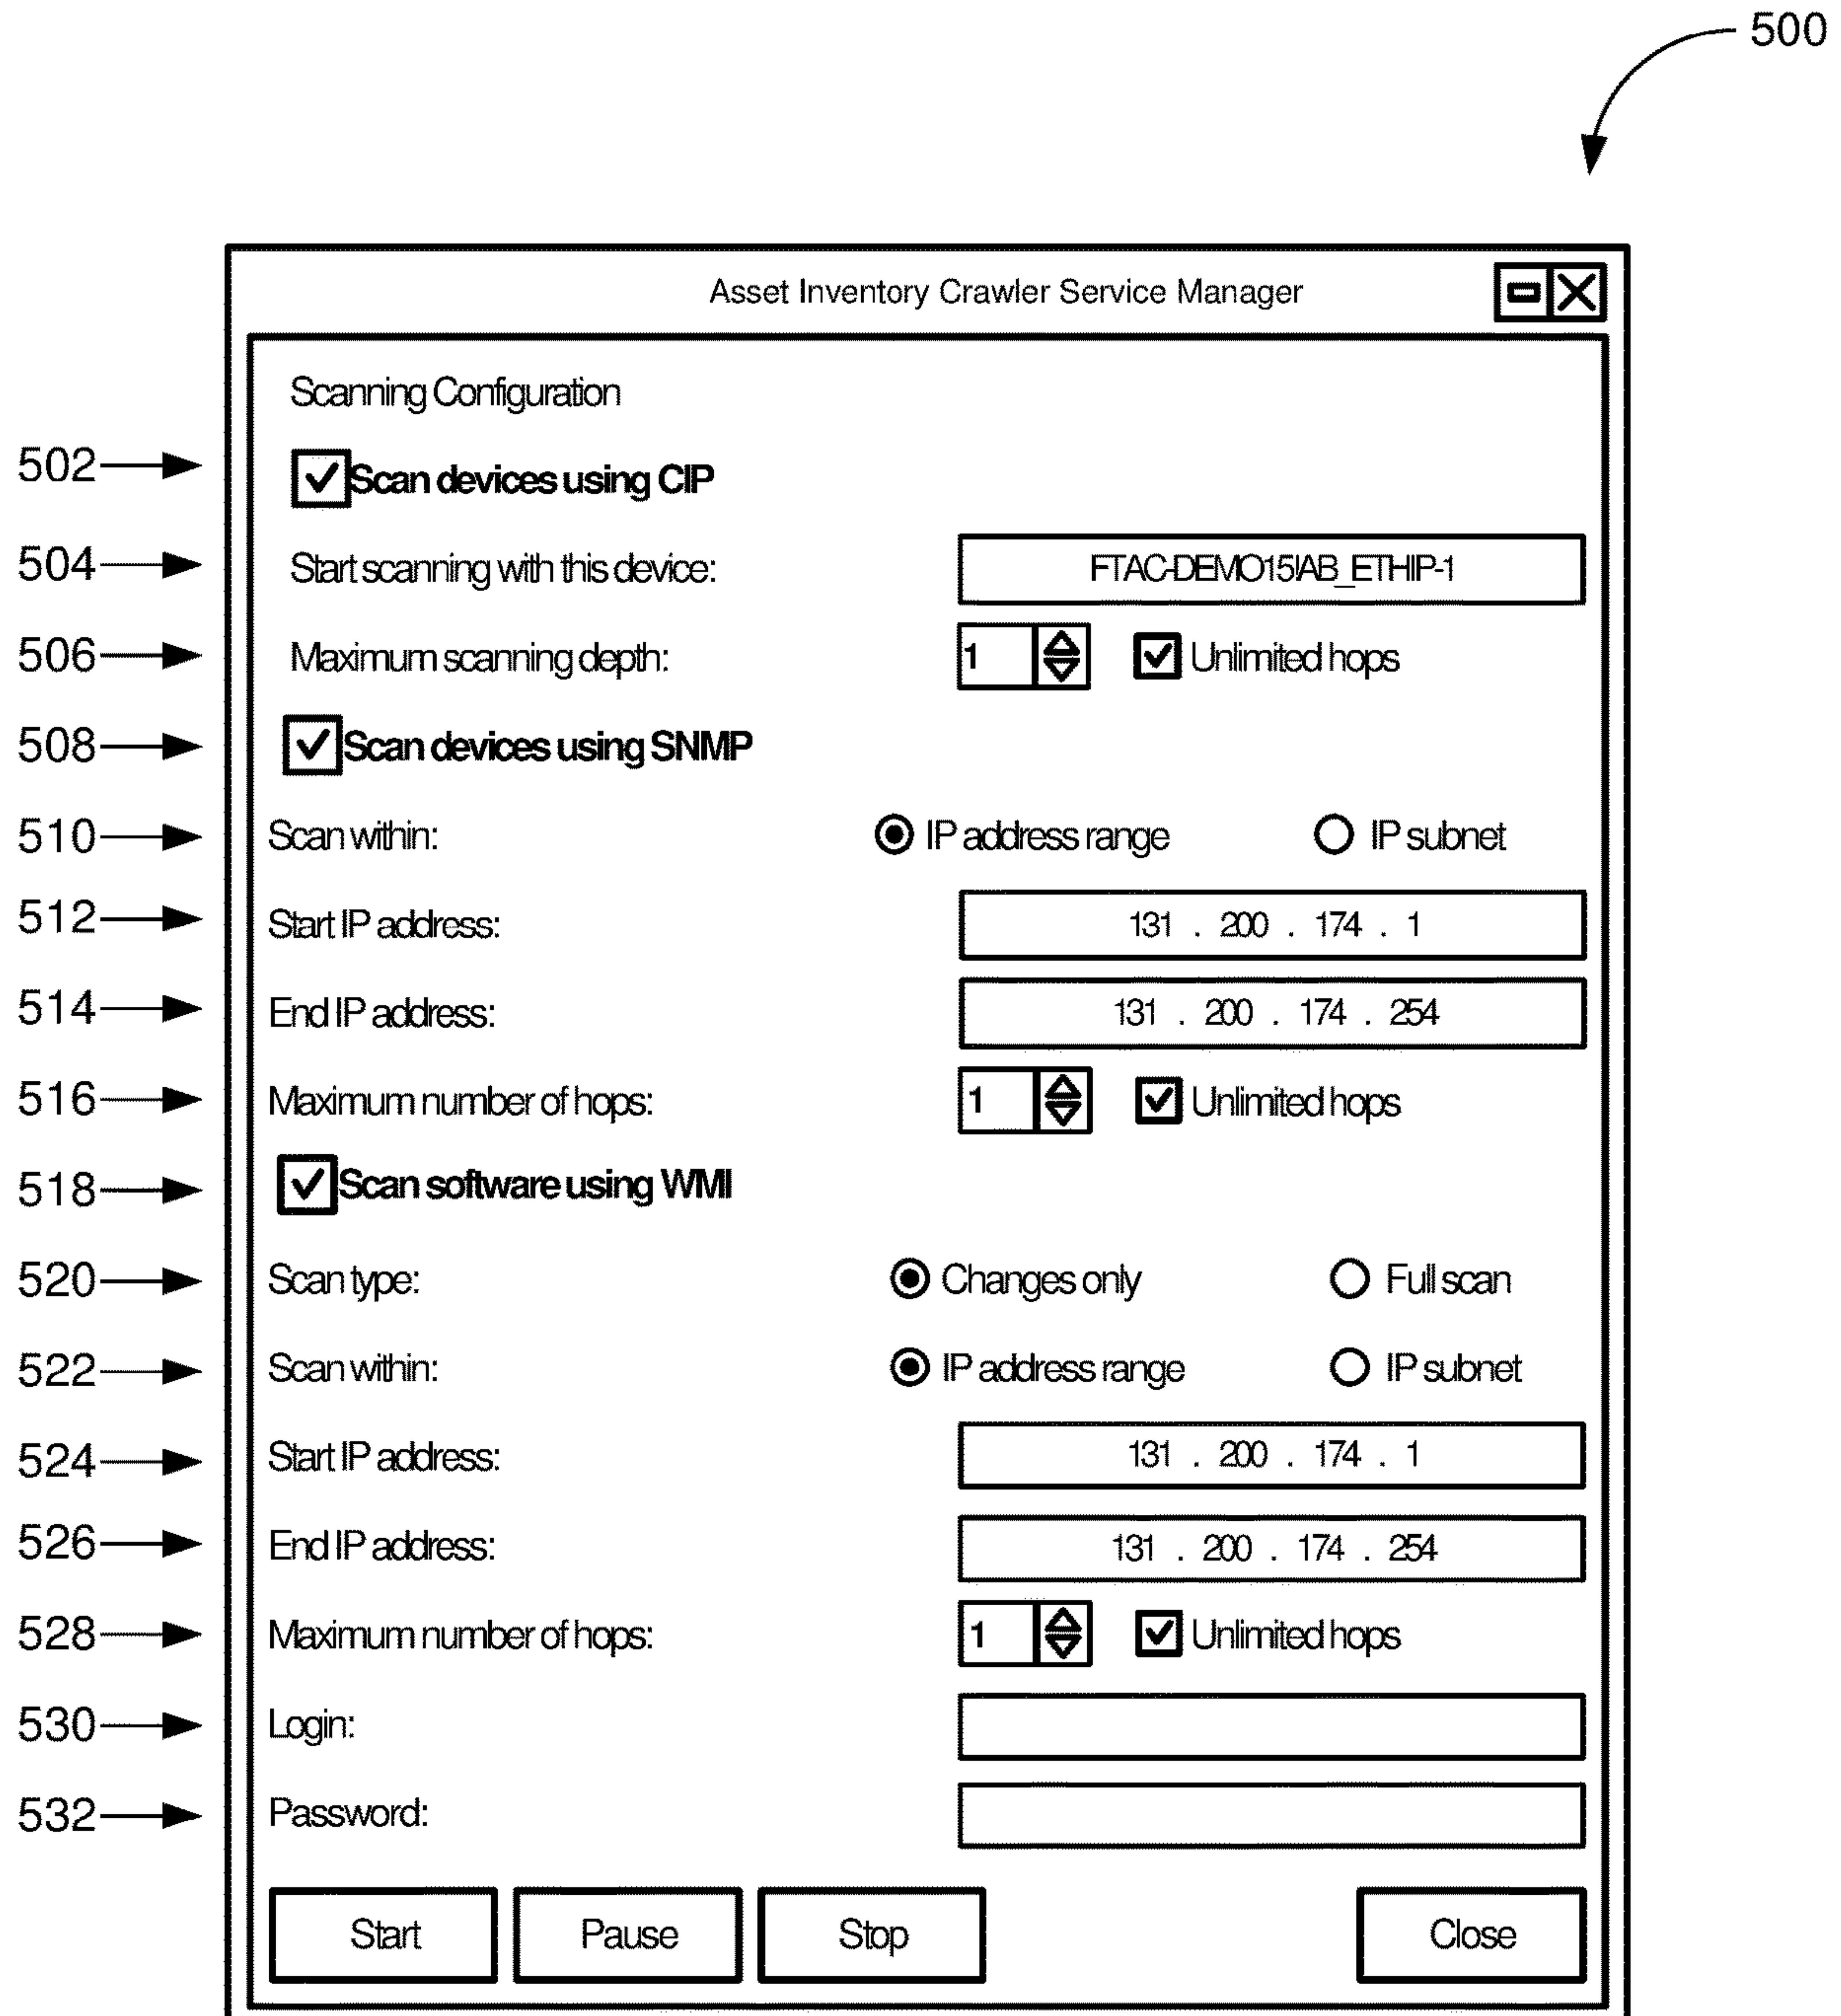 500
Asset Inventory Crawler Service Manager
Scanning Configuration
502 Scan devices using CIP
504 Start scanning with this device: FTAC-DEMO15!AB_ETHIP-1
506 Maximum scanning depth: 1 Unlimited hops
508 Scan devices using SNMP
510 Scan within: IP address range IP subnet
512 Start IP address: 131 . 200 . 174 . 1
514 End IP address: 131 . 200 . 174 . 254
516 Maximum number of hops: 1 Unlimited hops
518 Scan software using WMI
520 Scan type: Changes only Full scan
522 Scan within: IP address range IP subnet
524 Start IP address: 131 . 200 . 174 . 1
526 End IP address: 131 . 200 . 174 . 254
528 Maximum number of hops: 1 Unlimited hops
530 Login:
532 Password:
Start Pause Stop Close